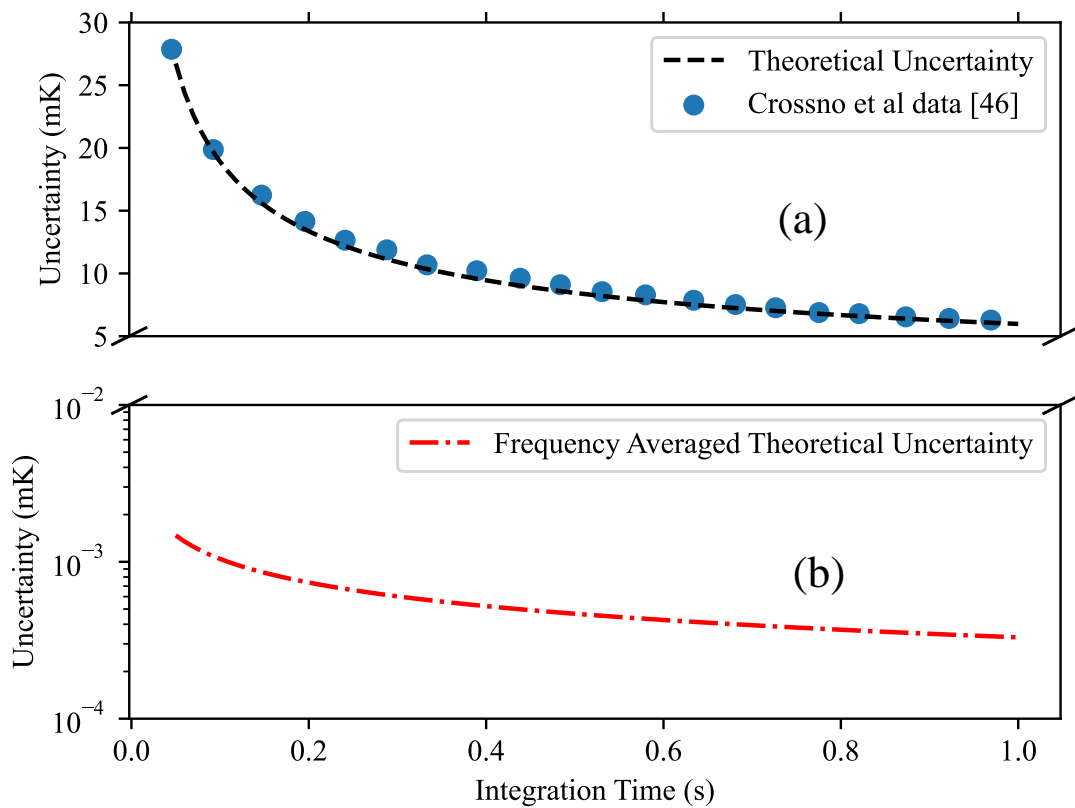 30
25
20
15
10
5
Uncertainty (mK)
Theoretical Uncertainty
Crossno et al data [46]
(a)
10⁻²
10⁻³
10⁻⁴
Uncertainty (mK)
Frequency Averaged Theoretical Uncertainty
(b)
0.0 0.2 0.4 0.6 0.8 1.0
Integration Time (s)